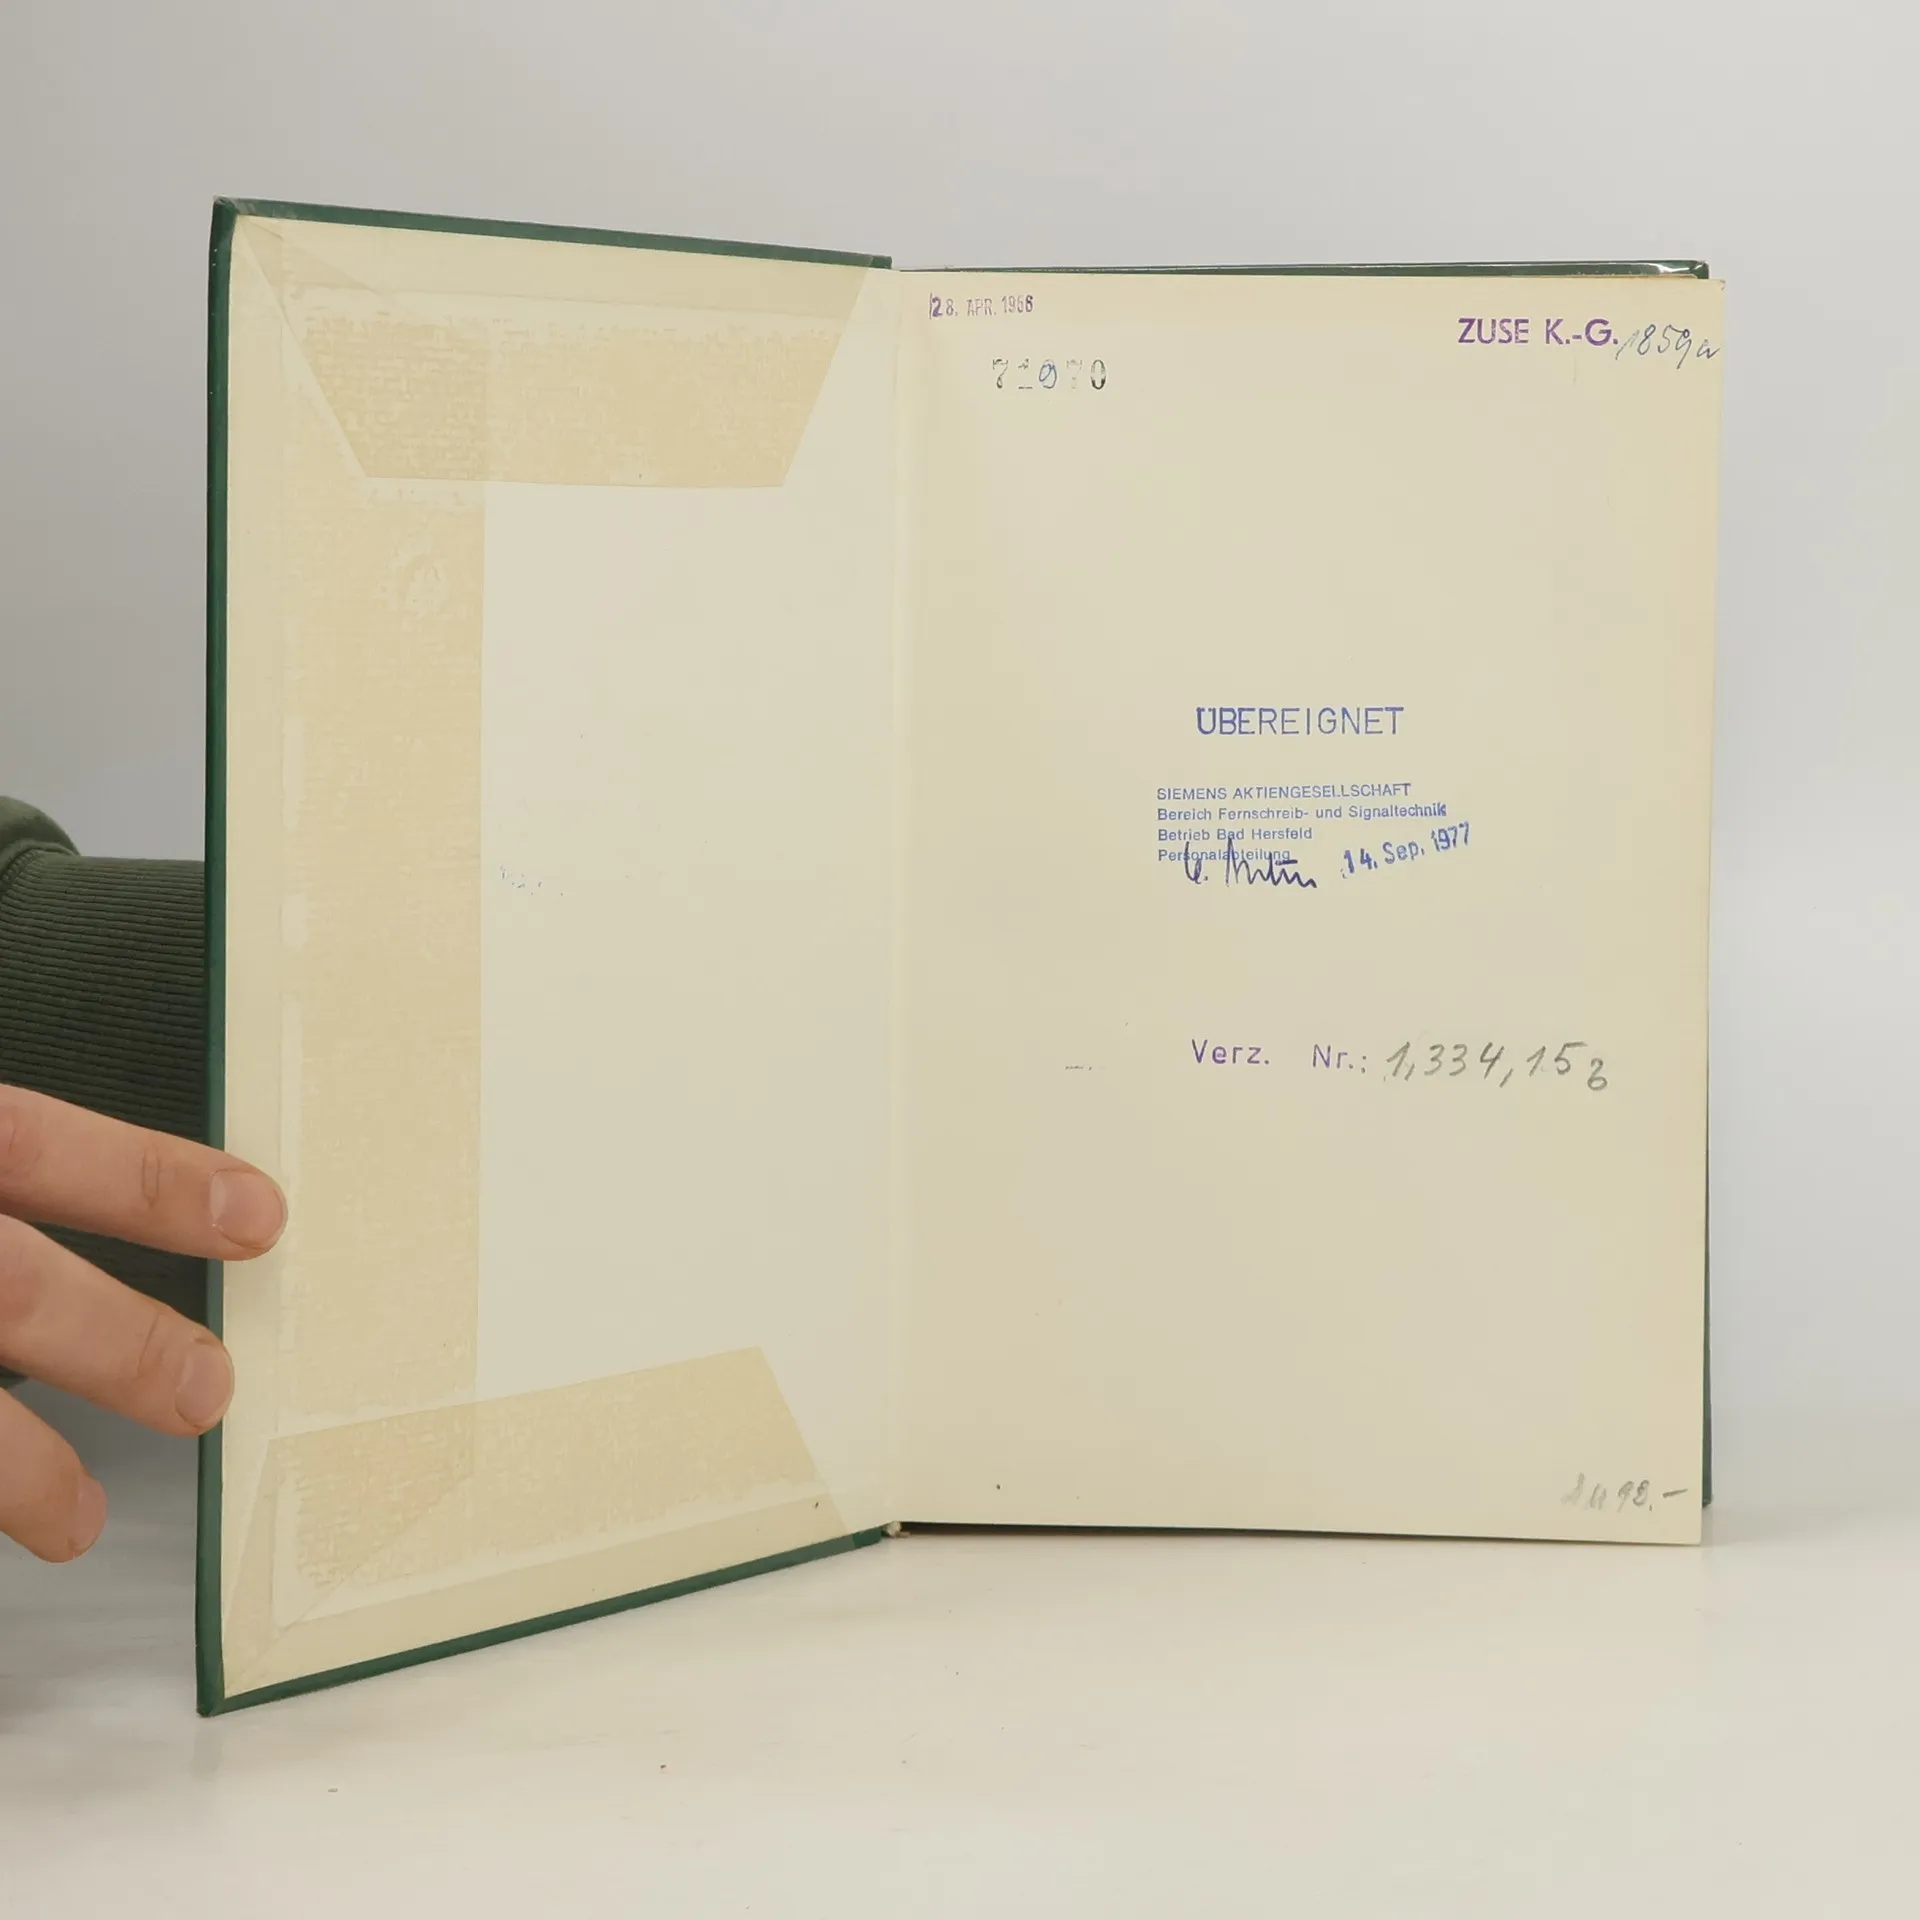 28. APR. 1966
ZUSE K.-G. 1859a
71970
ÜBEREIGNET
SIEMENS AKTIENGESELLSCHAFT
Bereich Fernschreib- und Signaltechnik
Betrieb Bad Hersfeld
Personalabteilung
14. Sep. 1977
Verz. Nr.: 1,334,15
98.-